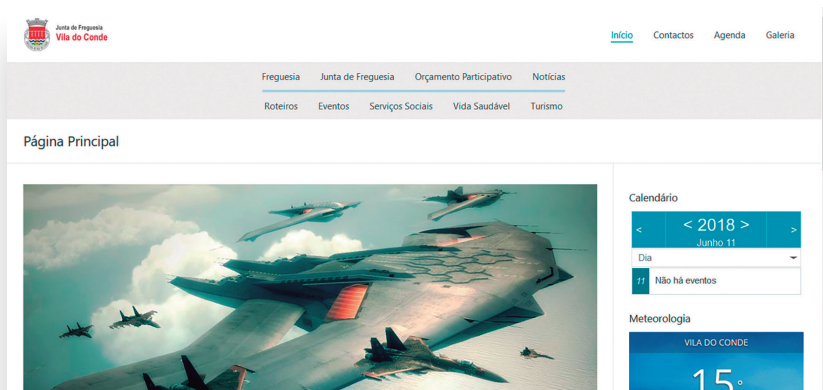 Junta de Freguesia
Vila do Conde
Início Contactos Agenda Galeria
Freguesia Junta de Freguesia Orçamento Participativo Notícias
Roteiros Eventos Serviços Sociais Vida Saudável Turismo
Página Principal
Calendário
< < 2018 > >
Junho 11
Dia
11 Não há eventos
Meteorologia
VILA DO CONDE
15°